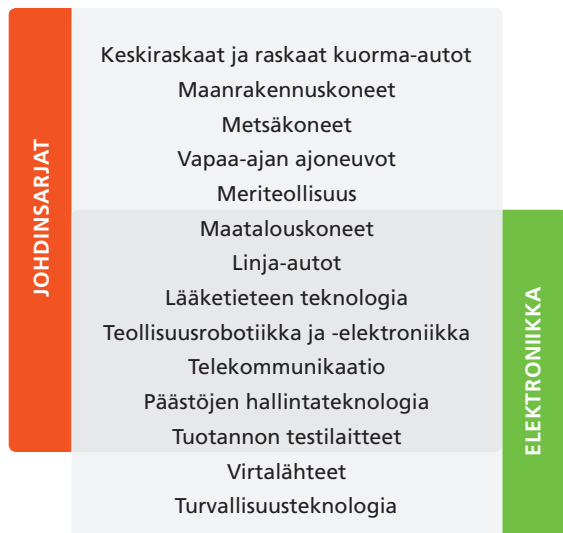 JOHDINSARJAT
Keskiraskaat ja raskaat kuorma-autot
Maanrakennuskoneet
Metsäkoneet
Vapaa-ajan ajoneuvot
Meriteollisuus
Maatalouskoneet
Linja-autot
Lääketieteen teknologia
Teollisuusrobotiikka ja -elektroniikka
Telekommunikaatio
Päästöjen hallintateknologia
Tuotannon testilaitteet
Virtalähteet
Turvallisuusteknologia
ELEKTRONIIKKA